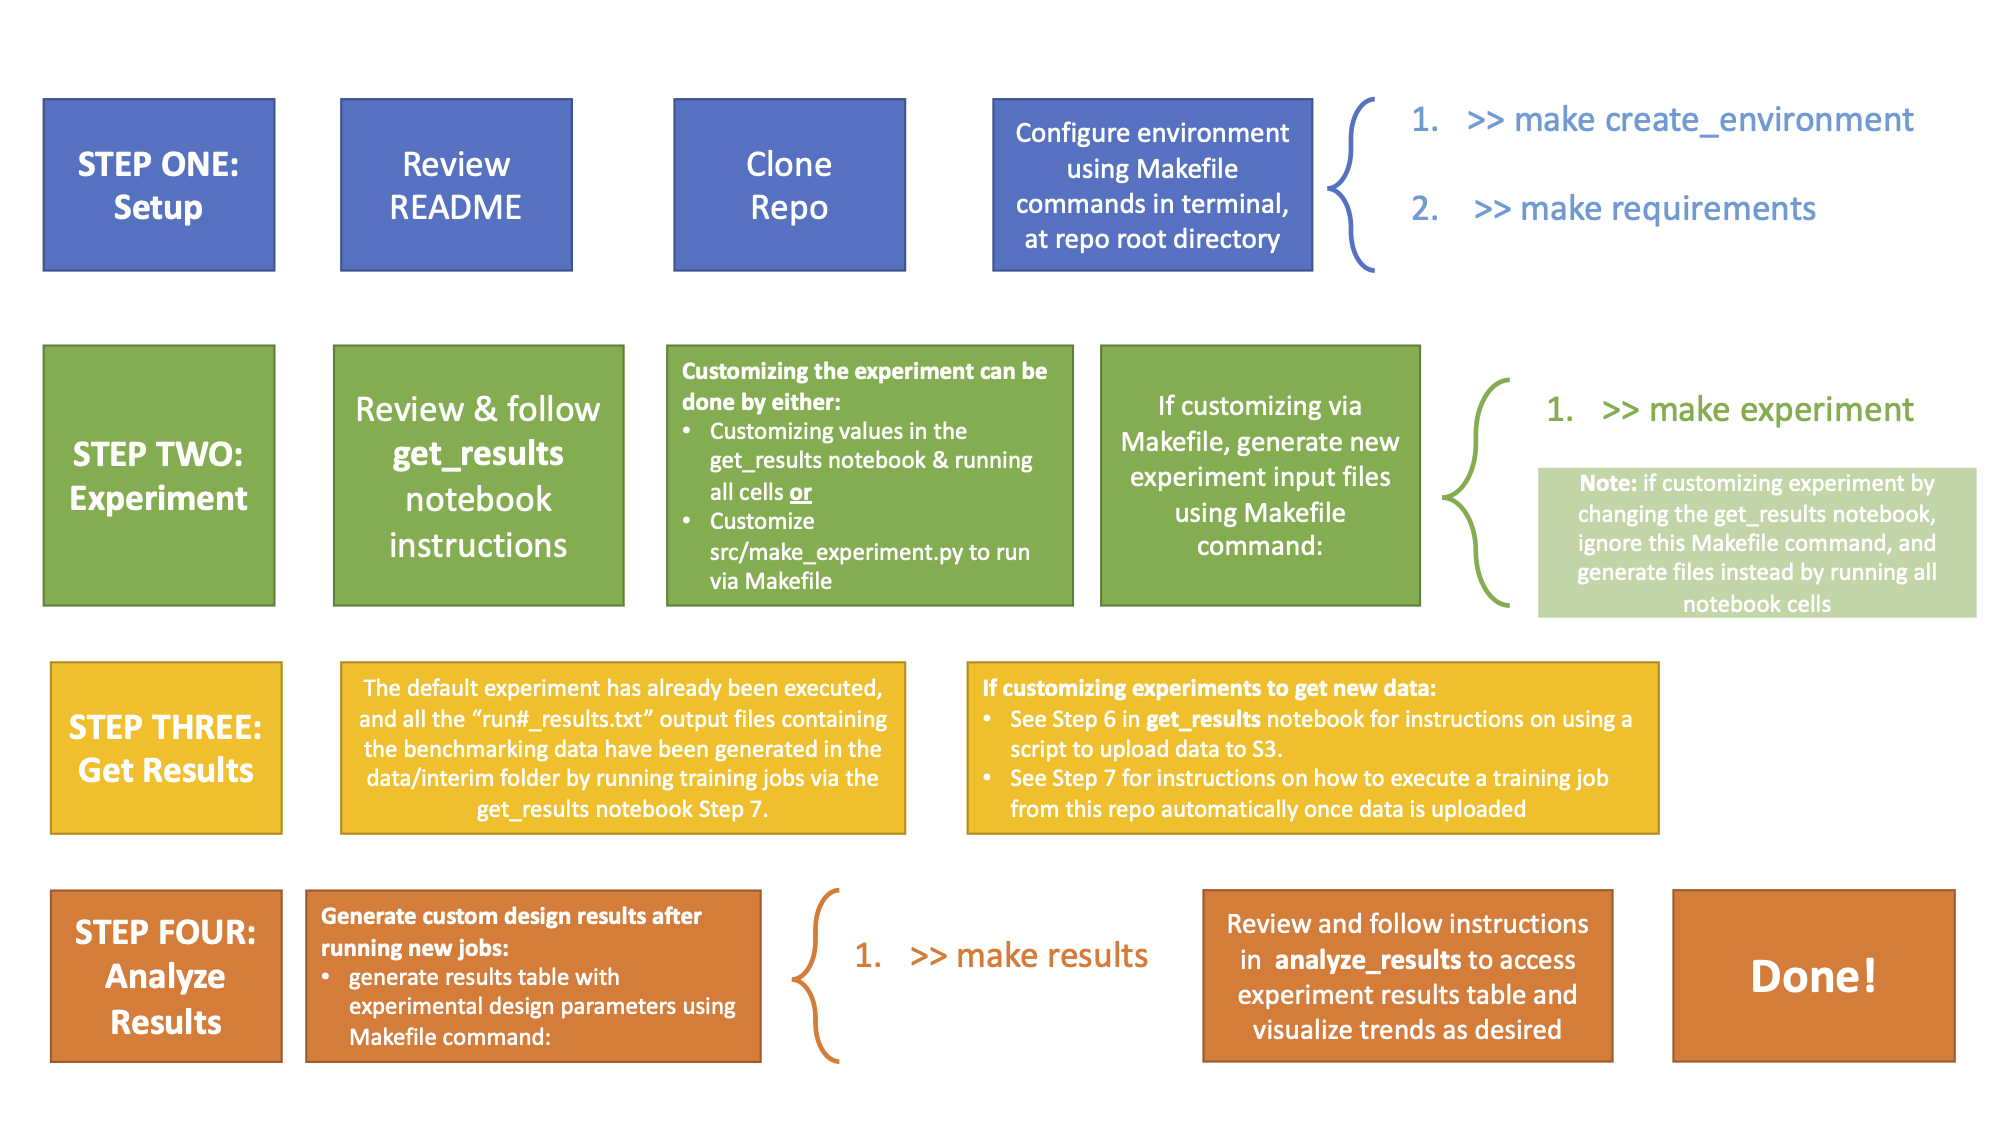 STEP ONE:
Setup
Review
README
Clone
Repo
Configure environment
using Makefile
commands in terminal,
at repo root directory
1. >> make create_environment
2. >> make requirements
STEP TWO:
Experiment
Review & follow
get_results
notebook
instructions
Customizing the experiment can be
done by either:
• Customizing values in the
get_results notebook & running
all cells or
• Customize
src/make_experiment.py to run
via Makefile
If customizing via
Makefile, generate new
experiment input files
using Makefile
command:
1. >> make experiment
Note: if customizing experiment by
changing the get_results notebook,
ignore this Makefile command, and
generate files instead by running all
notebook cells
STEP THREE:
Get Results
The default experiment has already been executed,
and all the “run#_results.txt” output files containing
the benchmarking data have been generated in the
data/interim folder by running training jobs via the
get_results notebook Step 7.
If customizing experiments to get new data:
• See Step 6 in get_results notebook for instructions on using a
script to upload data to S3.
• See Step 7 for instructions on how to execute a training job
from this repo automatically once data is uploaded
STEP FOUR:
Analyze
Results
Generate custom design results after
running new jobs:
• generate results table with
experimental design parameters using
Makefile command:
1. >> make results
Review and follow instructions
in analyze_results to access
experiment results table and
visualize trends as desired
Done!